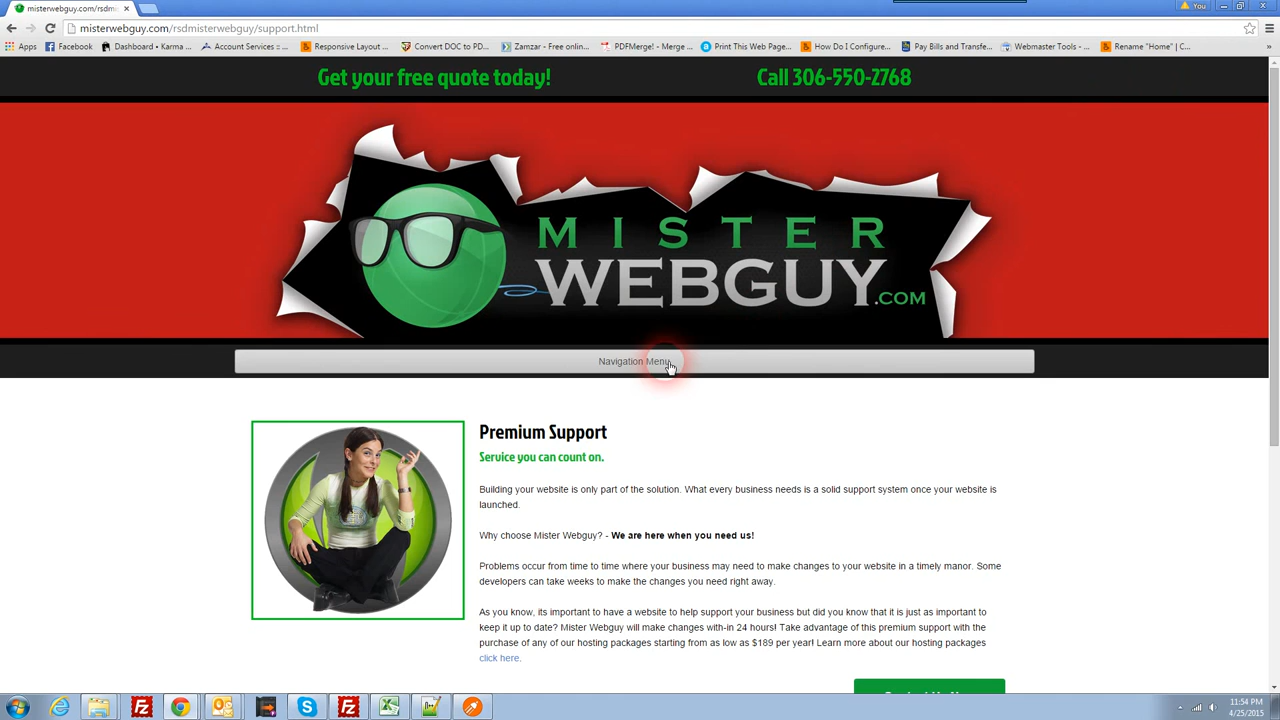 misterwebguy.com/rsdmi
You
misterwebguy.com/rsdmisterwebguy/support.html
Apps
Facebook
Dashboard • Karma ...
Account Services :: ...
Responsive Layout ...
Convert DOC to PD...
Zamzar - Free onlin...
PDFMerge! - Merge ...
Print This Web Page...
How Do I Configure...
Pay Bills and Transfe...
Webmaster Tools - ...
Rename "Home" | C...
»
Get your free quote today!
Call 306-550-2768
MISTER
WEBGUY.COM
Navigation Menu
Premium Support
Service you can count on.
Building your website is only part of the solution. What every business needs is a solid support system once your website is
launched.
Why choose Mister Webguy? - We are here when you need us!
Problems occur from time to time where your business may need to make changes to your website in a timely manor. Some
developers can take weeks to make the changes you need right away.
As you know, its important to have a website to help support your business but did you know that it is just as important to
keep it up to date? Mister Webguy will make changes with-in 24 hours! Take advantage of this premium support with the
purchase of any of our hosting packages starting from as low as $189 per year! Learn more about our hosting packages
click here.
11:54 PM
4/25/2015